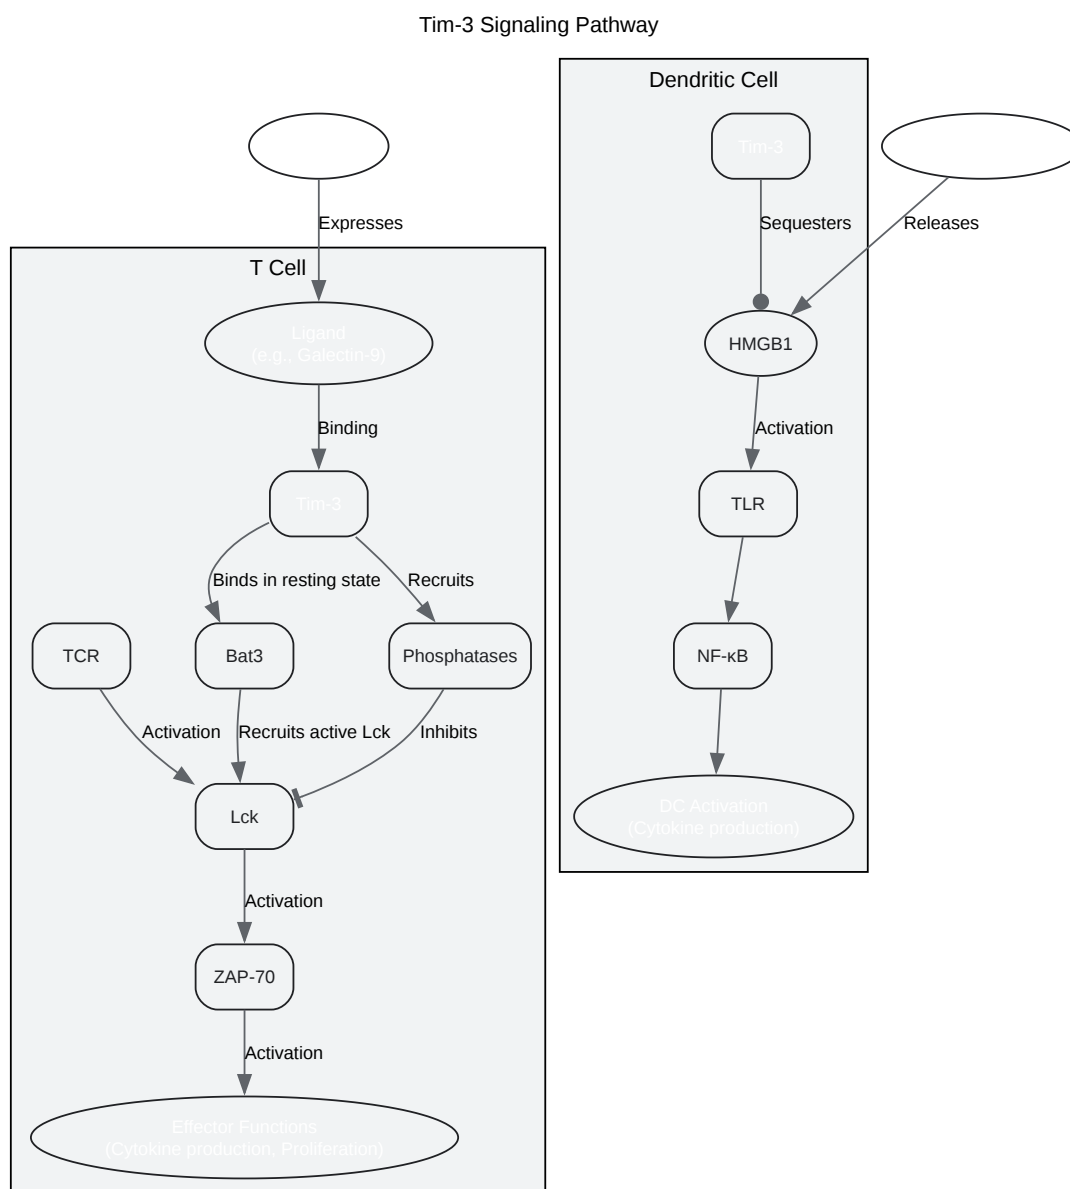 Tim-3 Signaling Pathway
Expresses
T Cell
Ligand
(e.g., Galectin-9)
Binding
Tim-3
Binds in resting state
Recruits
TCR
Bat3
Phosphatases
Activation
Recruits active Lck
Inhibits
Lck
Activation
ZAP-70
Activation
Effector Functions
(Cytokine production, Proliferation)
Dendritic Cell
Tim-3
Sequesters
Releases
HMGB1
Activation
TLR
NF-κB
DC Activation
(Cytokine production)